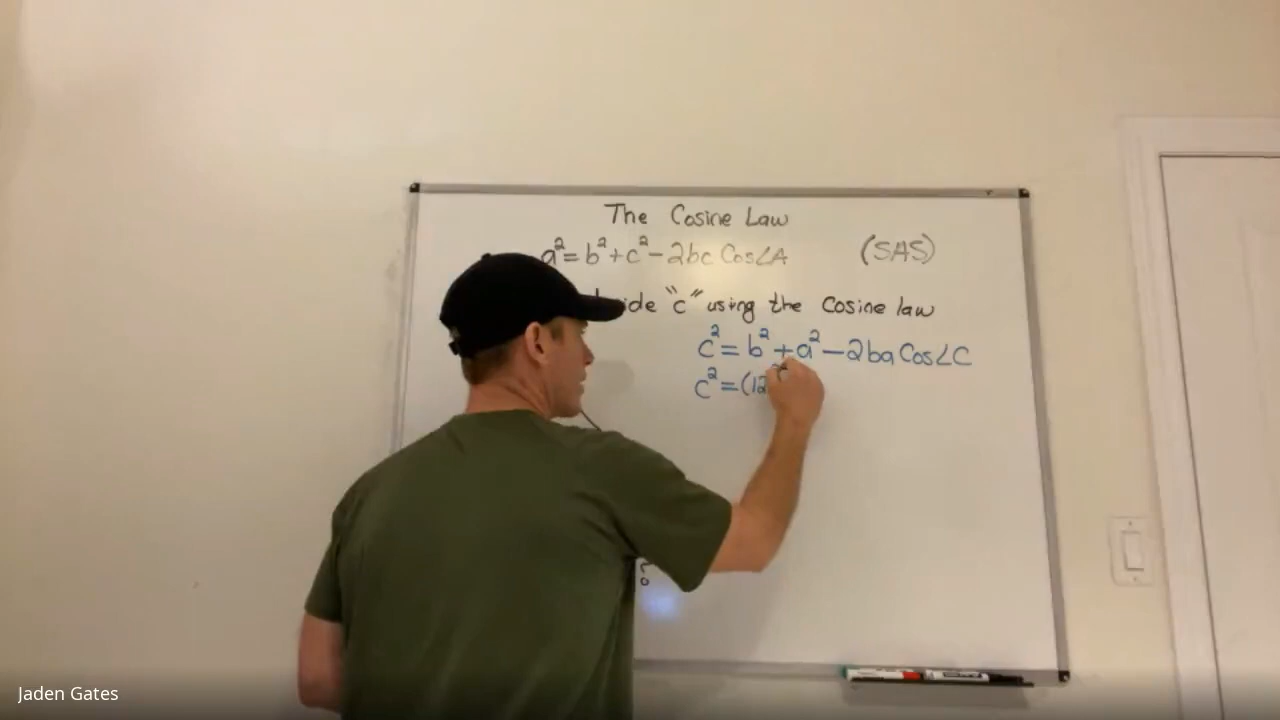 The Cosine Law
a² = b² + c² - 2bc Cos∠A (SAS)
"c" using the Cosine law
c² = b² + a² - 2ba Cos∠C
c² = (12
?
Jaden Gates